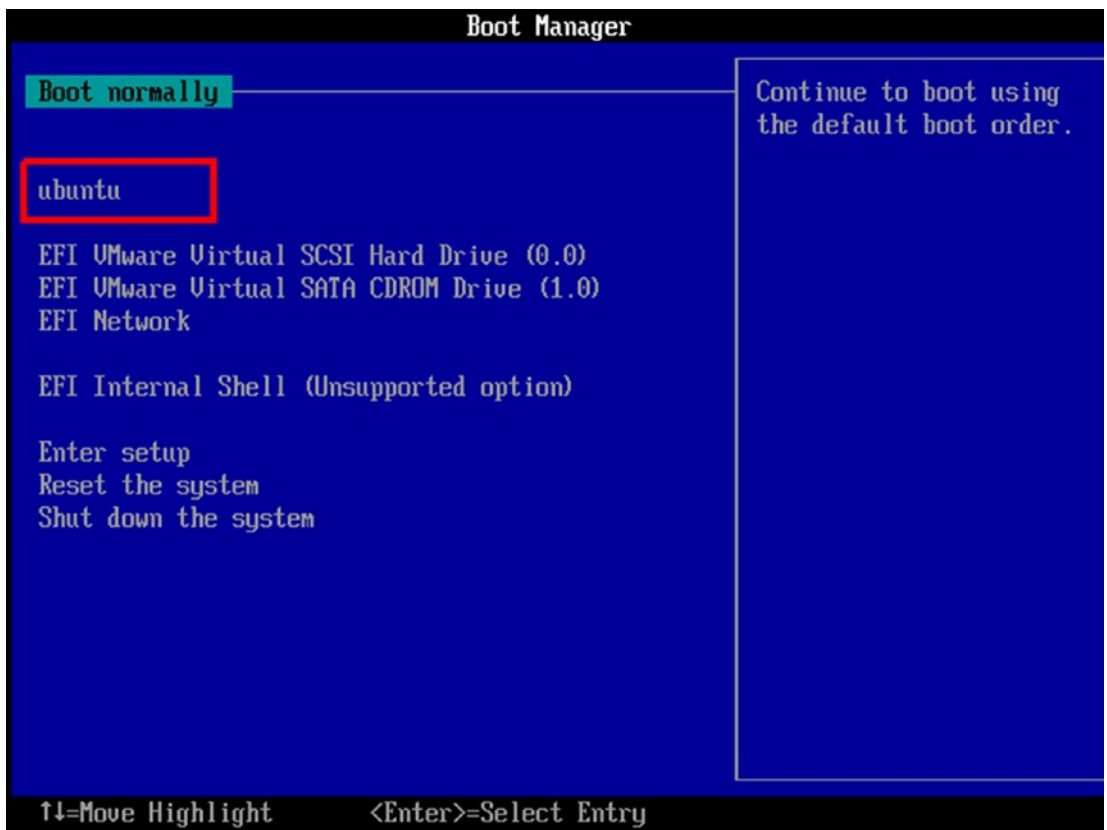 Boot Manager
Boot normally
Continue to boot using
the default boot order.
ubuntu
EFI VMware Virtual SCSI Hard Drive (0.0)
EFI VMware Virtual SATA CDROM Drive (1.0)
EFI Network
EFI Internal Shell (Unsupported option)
Enter setup
Reset the system
Shut down the system
↑↓=Move Highlight <Enter>=Select Entry